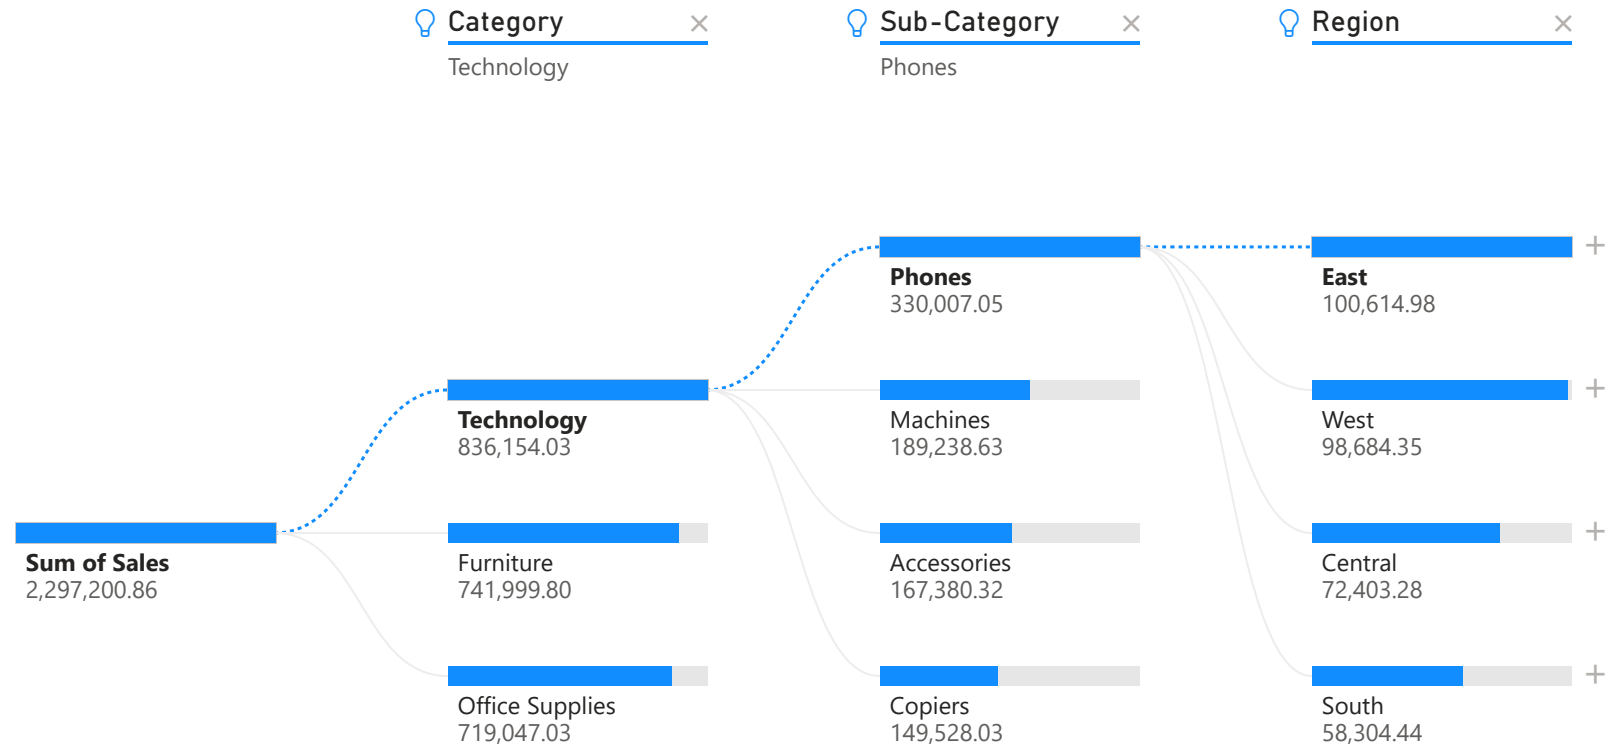 Category
Sub-Category
Region
Technology
Phones
Phones
330,007.05
East
100,614.98
Technology
836,154.03
Machines
189,238.63
West
98,684.35
Sum of Sales
2,297,200.86
Furniture
741,999.80
Accessories
167,380.32
Central
72,403.28
Office Supplies
719,047.03
Copiers
149,528.03
South
58,304.44